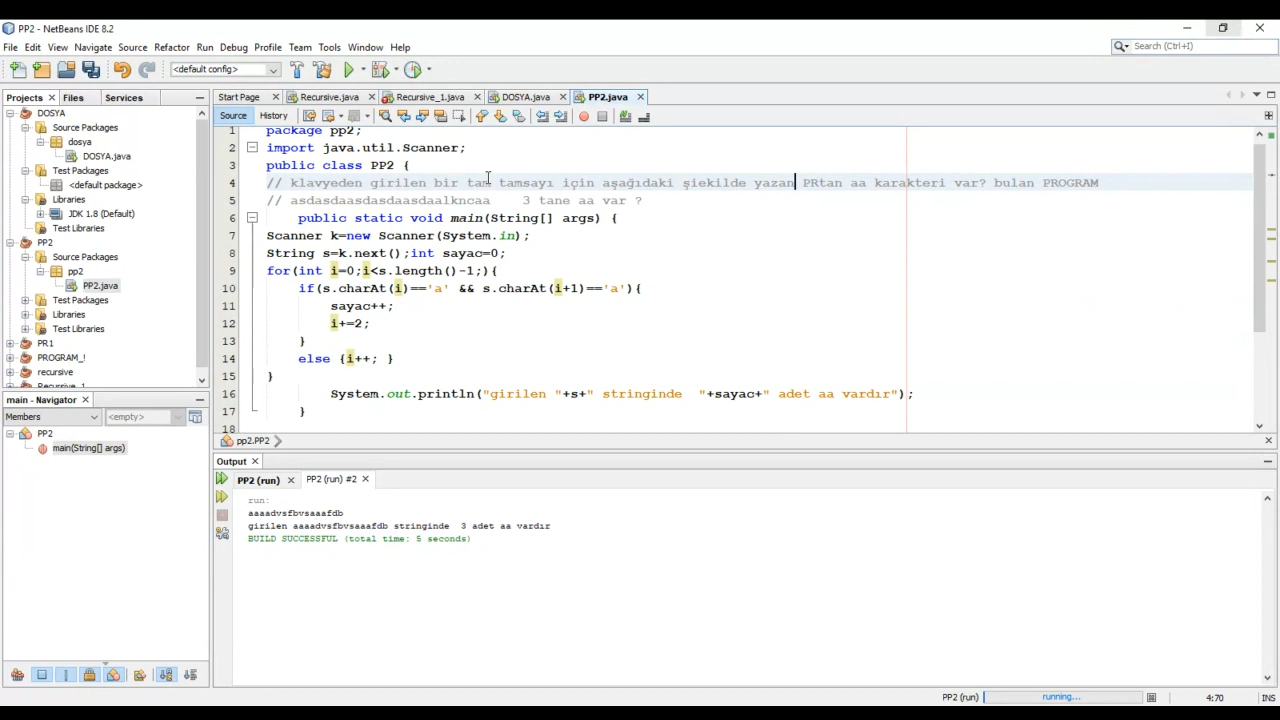 PP2 - NetBeans IDE 8.2
File Edit View Navigate Source Refactor Run Debug Profile Team Tools Window Help
Search (Ctrl+I)
<default config>
Projects Files Services
Start Page Recursive.java Recursive_1.java DOSYA.java PP2.java
Source History
DOSYA
Source Packages
dosya
DOSYA.java
Test Packages
<default package>
Libraries
JDK 1.8 (Default)
Test Libraries
PP2
Source Packages
pp2
PP2.java
Test Packages
Libraries
Test Libraries
PR1
PROGRAM_!
recursive
Recursive_1
1 package pp2;
2 import java.util.Scanner;
3 public class PP2 {
4 // klavyeden girilen bir tam tamsayı için aşağıdaki şiekilde yazan PRtan aa karakteri var? bulan PROGRAM
5 // asdasdaasdasdaasdaalkncaa 3 tane aa var ?
6 public static void main(String[] args) {
7 Scanner k=new Scanner(System.in);
8 String s=k.next();int sayac=0;
9 for(int i=0;i<s.length()-1;){
10 if(s.charAt(i)=='a' && s.charAt(i+1)=='a'){
11 sayac++;
12 i+=2;
13 }
14 else {i++; }
15 }
16 System.out.println("girilen "+s+" stringinde "+sayac+" adet aa vardır");
17 }
18
pp2.PP2
main - Navigator
Members <empty>
PP2
main(String[] args)
Output
PP2 (run) PP2 (run) #2
run:
aaaadvsfbvsaaafdb
girilen aaaadvsfbvsaaafdb stringinde 3 adet aa vardır
BUILD SUCCESSFUL (total time: 5 seconds)
PP2 (run) running... 4:70 INS